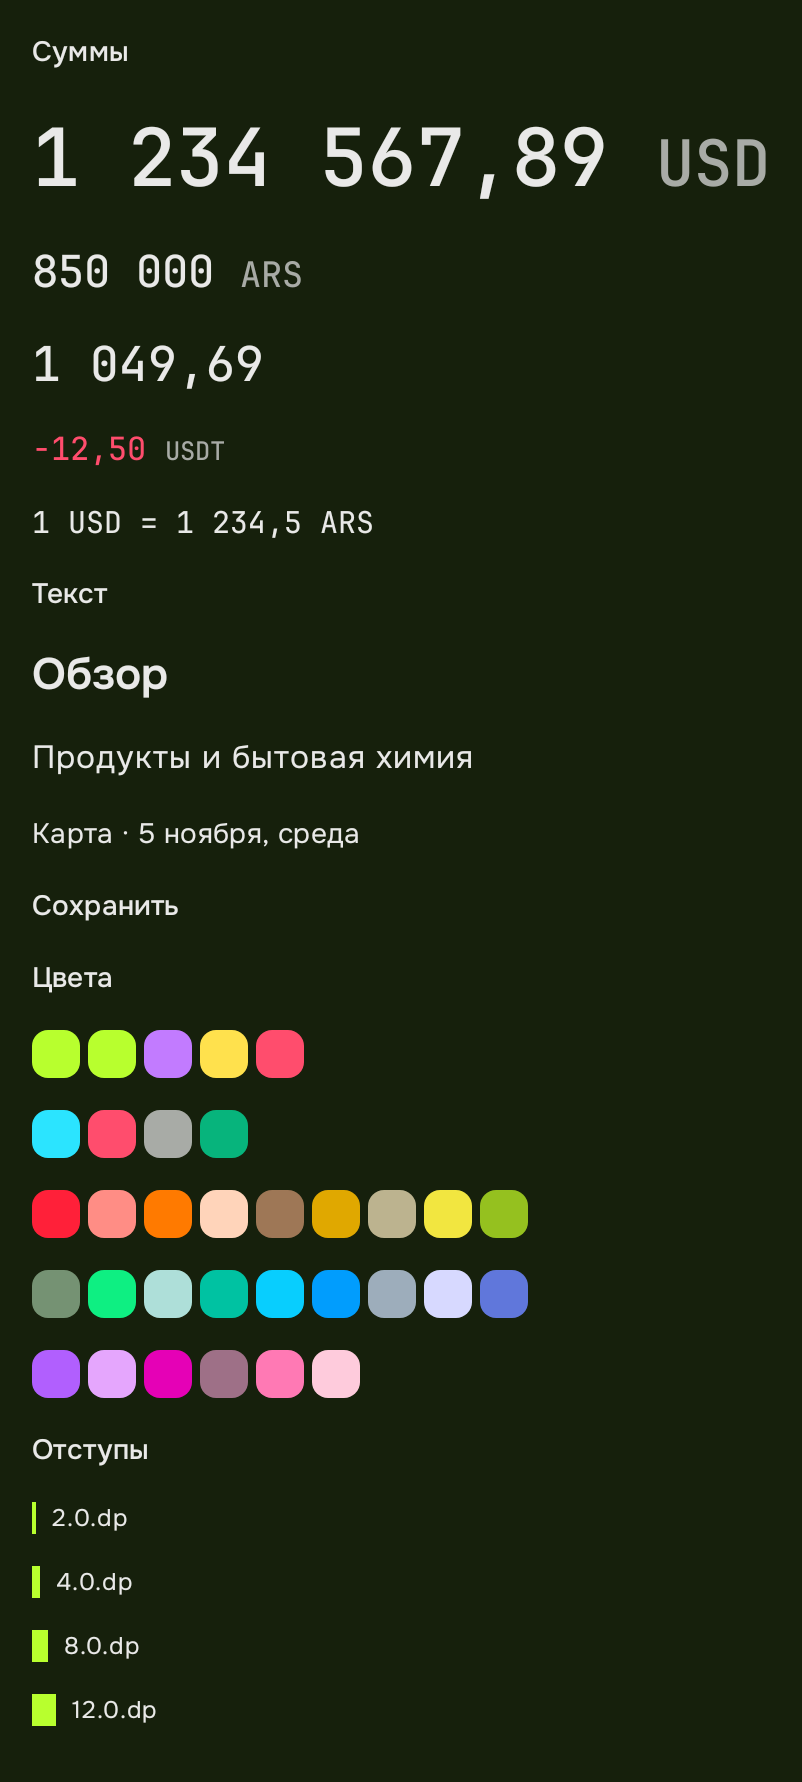 Суммы
1 234 567,89 USD
850 000 ARS
1 049,69
-12,50 USDT
1 USD = 1 234,5 ARS
Текст
Обзор
Продукты и бытовая химия
Карта · 5 ноября, среда
Сохранить
Цвета
Отступы
2.0.dp
4.0.dp
8.0.dp
12.0.dp